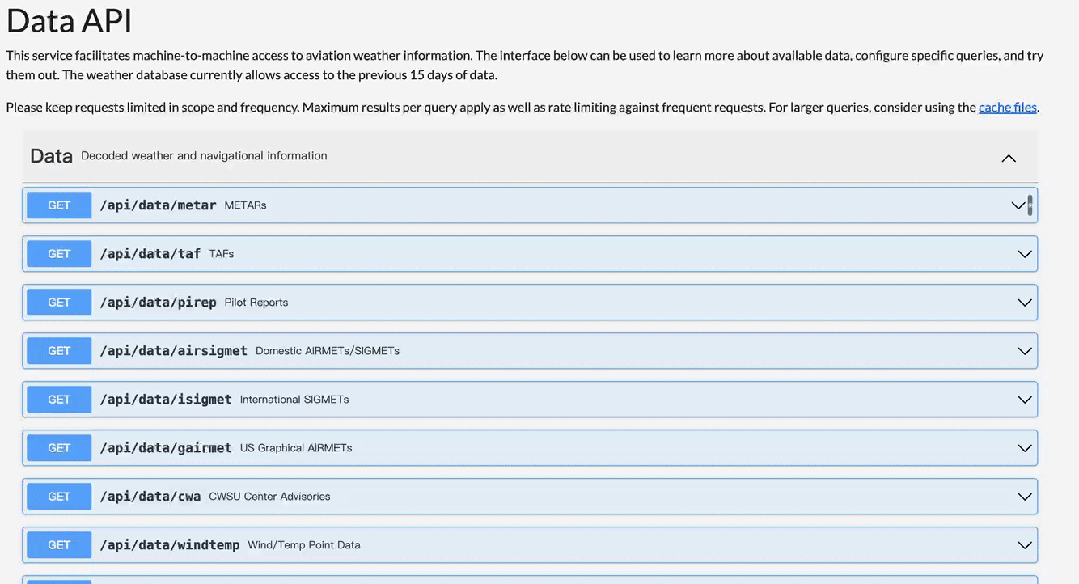 Data API
This service facilitates machine-to-machine access to aviation weather information. The interface below can be used to learn more about available data, configure specific queries, and try
them out. The weather database currently allows access to the previous 15 days of data.
Please keep requests limited in scope and frequency. Maximum results per query apply as well as rate limiting against frequent requests. For larger queries, consider using the cache files.
Data Decoded weather and navigational information
GET /api/data/metar METARs
GET /api/data/taf TAFs
GET /api/data/pirep Pilot Reports
GET /api/data/airsigmet Domestic AIRMETs/SIGMETs
GET /api/data/isigmet International SIGMETs
GET /api/data/gairmet US Graphical AIRMETs
GET /api/data/cwa CWSU Center Advisories
GET /api/data/windtemp Wind/Temp Point Data